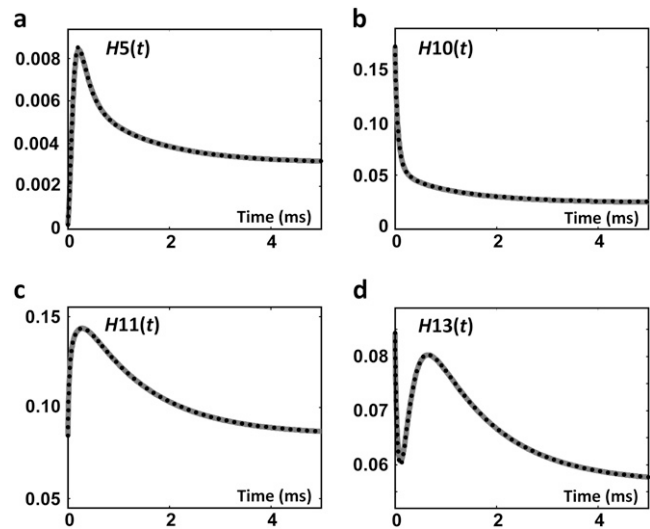 a
H5(t)
0.008
0.006
0.004
0.002
0
Time (ms)
0 2 4
b
H10(t)
0.15
0.10
0.05
0
Time (ms)
0 2 4
c
H11(t)
0.15
0.10
0.05
Time (ms)
0 2 4
d
H13(t)
0.08
0.07
0.06
Time (ms)
0 2 4